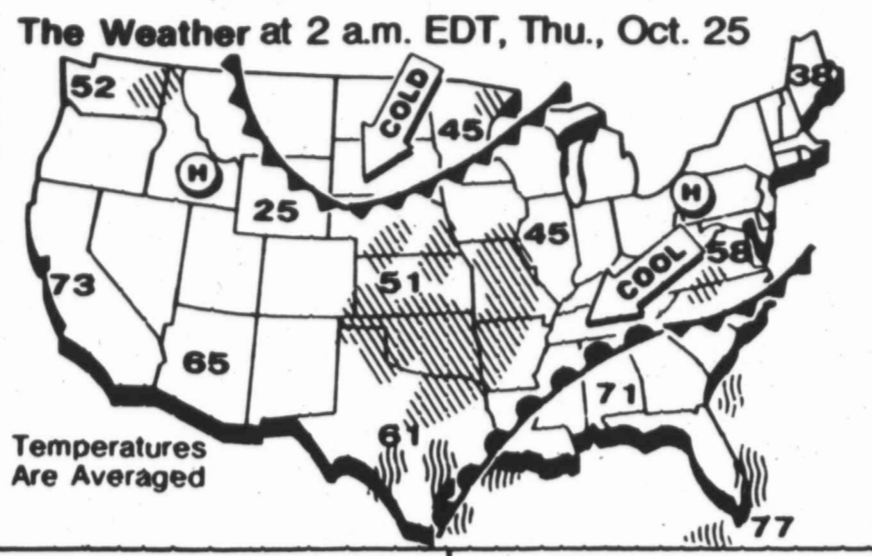 The Weather at 2 a.m. EDT, Thu., Oct. 25
52
COLD
45
38
H
H
25
45
COOL
58
73
51
65
71
61
Temperatures
Are Averaged
77